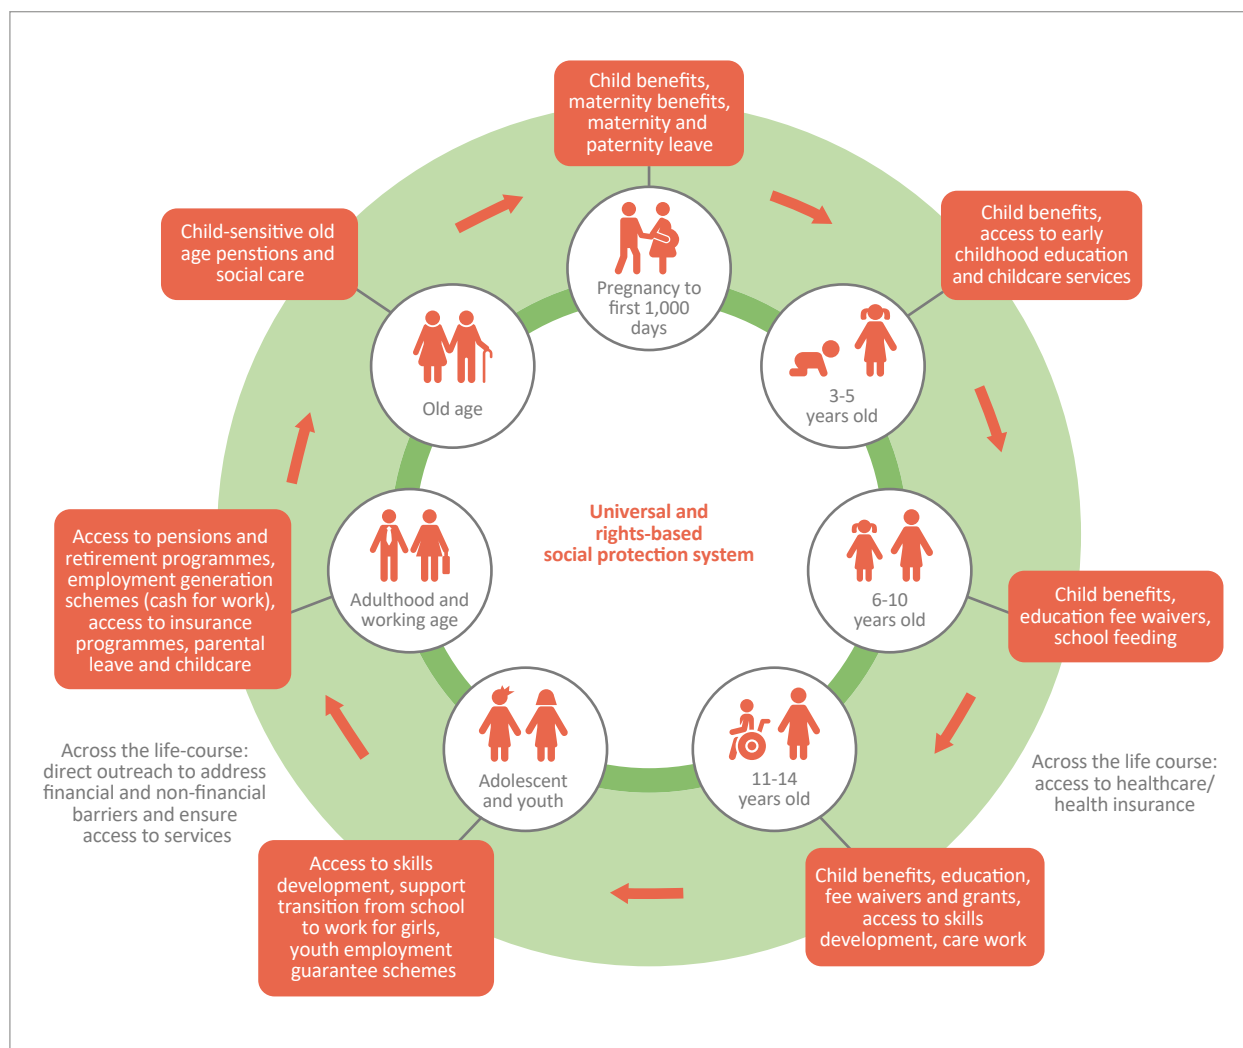 Child benefits,
maternity benefits,
maternity and
paternity leave
Pregnancy to
first 1,000
days
Child benefits,
access to early
childhood education
and childcare services
3-5
years old
Child benefits,
education fee waivers,
school feeding
6-10
years old
Across the life course:
access to healthcare/
health insurance
Child benefits, education,
fee waivers and grants,
access to skills
development, care work
11-14
years old
Access to skills
development, support
transition from school
to work for girls,
youth employment
guarantee schemes
Adolescent
and youth
Across the life-course:
direct outreach to address
financial and non-financial
barriers and ensure
access to services
Access to pensions and
retirement programmes,
employment generation
schemes (cash for work),
access to insurance
programmes, parental
leave and childcare
Adulthood and
working age
Child-sensitive old
age penstions and
social care
Old age
Universal and
rights-based
social protection system